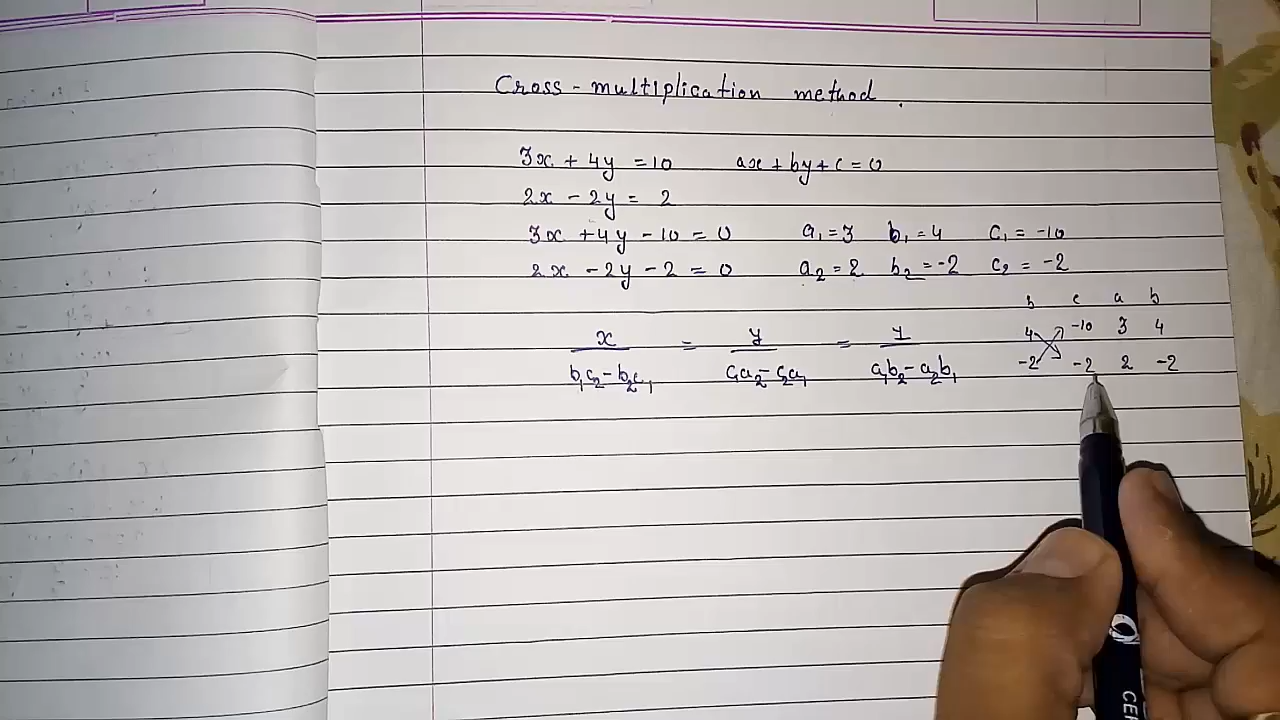 Cross - multiplication method.
3x + 4y = 10 ax + by + c = 0
2x - 2y = 2
3x + 4y - 10 = 0 a₁ = 3 b₁ = 4 c₁ = -10
2x - 2y - 2 = 0 a₂ = 2 b₂ = -2 c₂ = -2
b c a b
4 -10 3 4
-2 -2 2 -2
x/(b₁c₂ - b₂c₁) = y/(c₁a₂ - c₂a₁) = 1/(a₁b₂ - a₂b₁)
CE